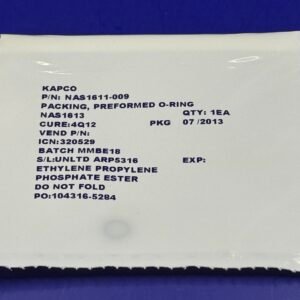 KAPCO
P/N: NAS1611-009
PACKING, PREFORMED O-RING
NAS1613 QTY: 1EA
CURE:4Q12 PKG 07/2013
VEND P/N:
ICN:320529
BATCH MMBE18
S/L:UNLTD ARP5316 EXP:
ETHYLENE PROPYLENE
PHOSPHATE ESTER
DO NOT FOLD
PO:104316-5284